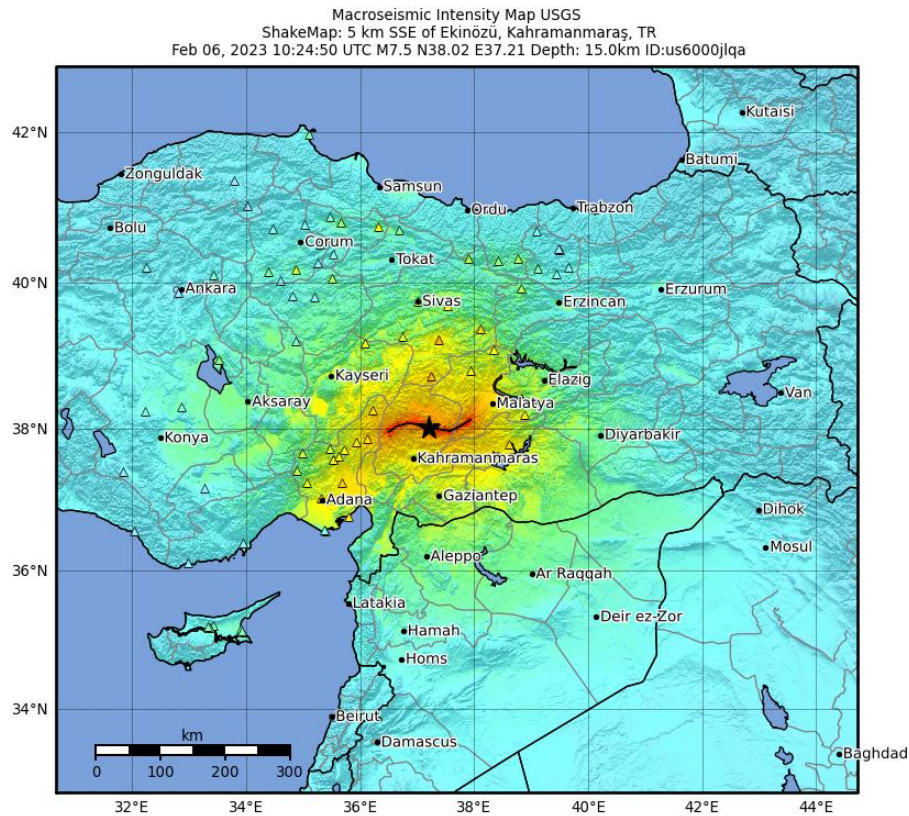 Macroseismic Intensity Map USGS
ShakeMap: 5 km SSE of Ekinözü, Kahramanmaraş, TR
Feb 06, 2023 10:24:50 UTC M7.5 N38.02 E37.21 Depth: 15.0km ID:us6000jlqa
Kutaisi
42°N
Batumi
Zonguldak
Samsun
Ordu
Trabzon
Bolu
Corum
Tokat
40°N
Ankara
Sivas
Erzincan
Erzurum
Kayseri
Elazig
Van
Aksaray
Malatya
38°N
Konya
Diyarbakir
Kahramanmaras
Adana
Gaziantep
Dihok
Mosul
36°N
Aleppo
Ar Raqqah
Latakia
Deir ez-Zor
Hamah
Homs
34°N
Beirut
Damascus
Baghdad
km
0 100 200 300
32°E 34°E 36°E 38°E 40°E 42°E 44°E